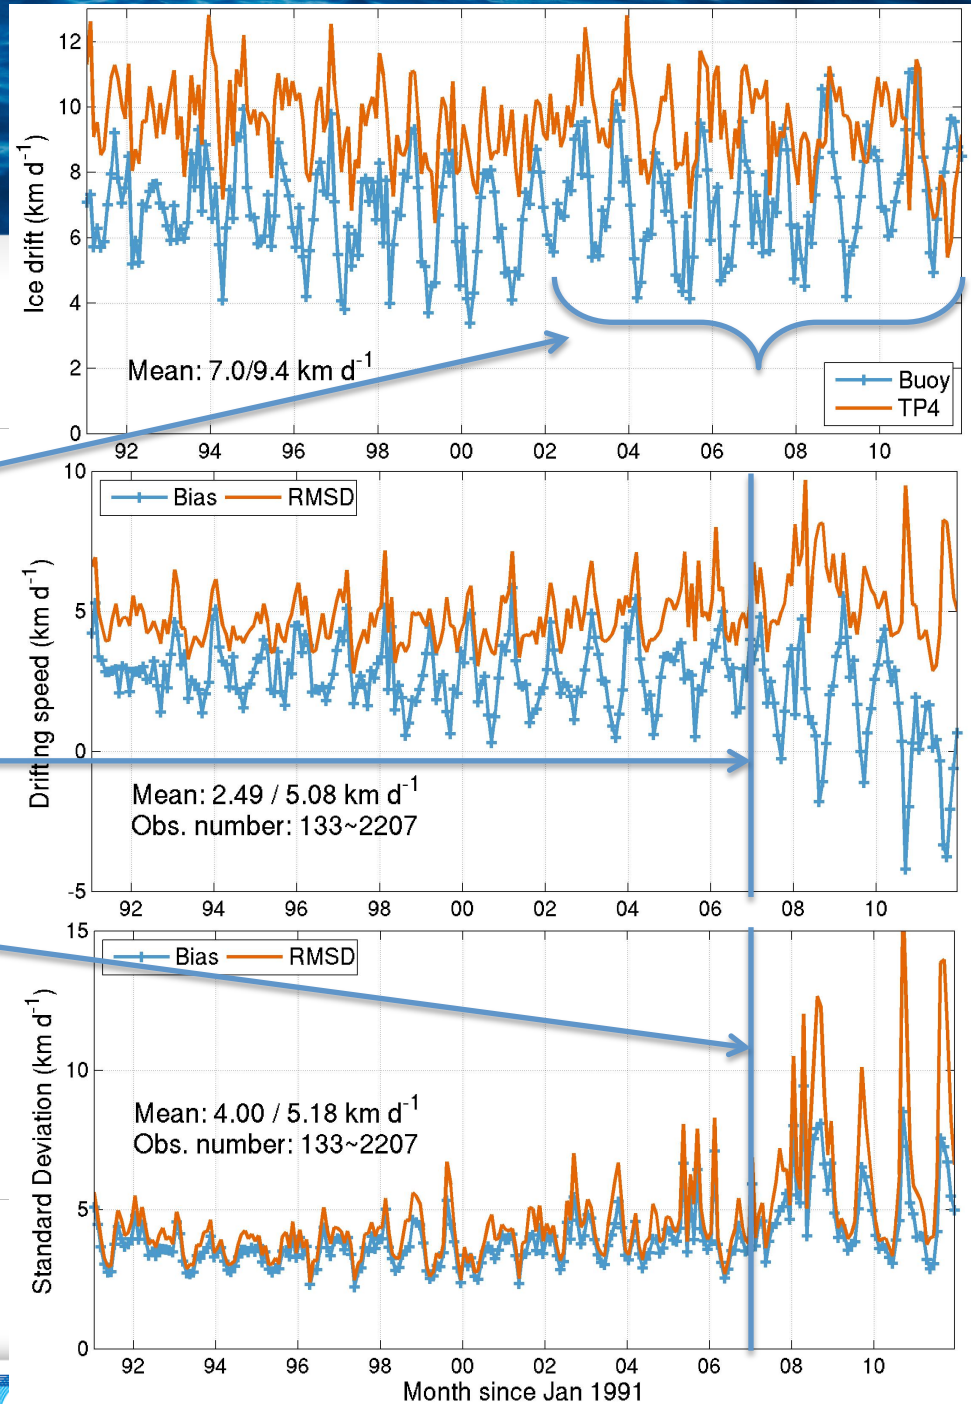 12
10
8
6
4
2
0
Ice drift (km d⁻¹)
Mean: 7.0/9.4 km d⁻¹
Buoy
TP4
92 94 96 98 00 02 04 06 08 10
10
5
0
-5
Drifting speed (km d⁻¹)
Bias RMSD
Mean: 2.49 / 5.08 km d⁻¹
Obs. number: 133~2207
92 94 96 98 00 02 04 06 08 10
15
10
5
0
Standard Deviation (km d⁻¹)
Bias RMSD
Mean: 4.00 / 5.18 km d⁻¹
Obs. number: 133~2207
92 94 96 98 00 02 04 06 08 10
Month since Jan 1991